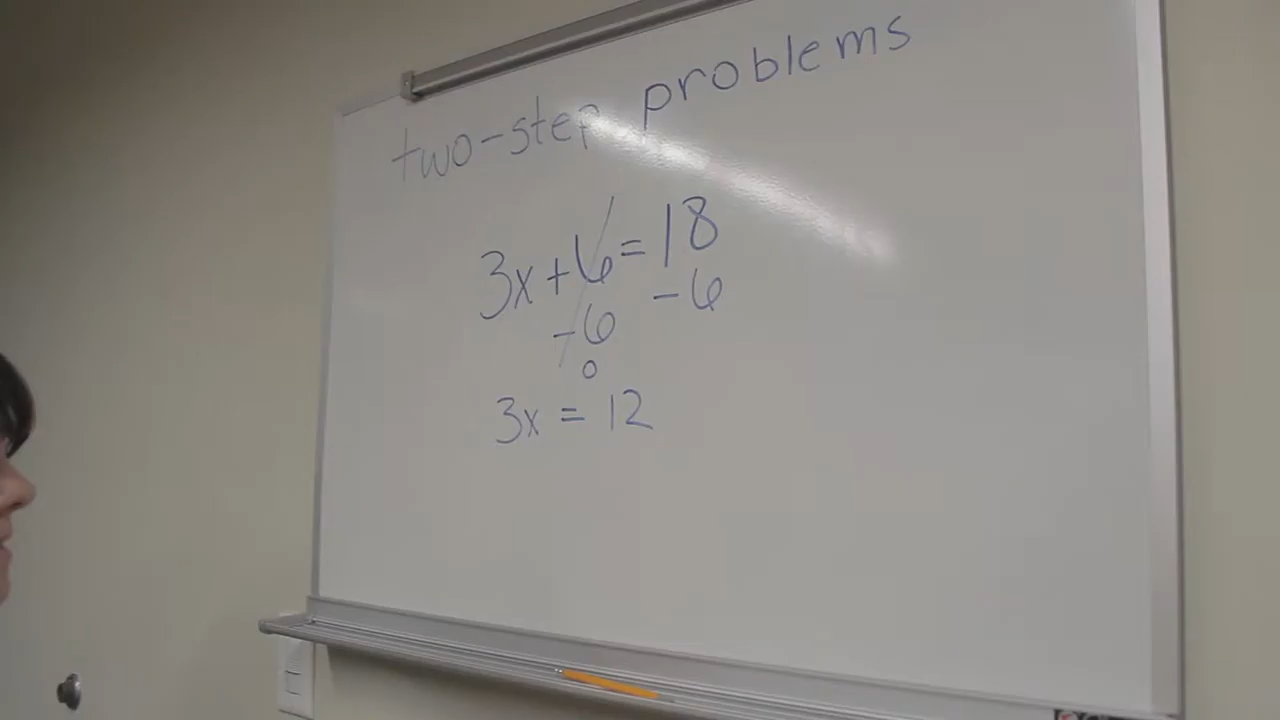 two-step problems
3x+6=18
-6 -6
0
3x = 12